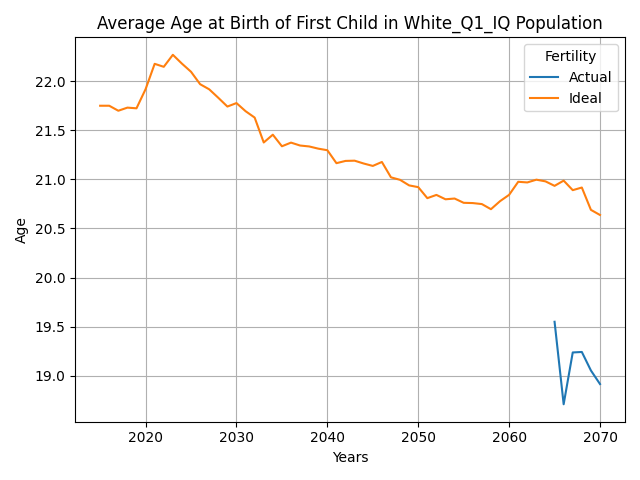 Average Age at Birth of First Child in White_Q1_IQ Population
Fertility
Actual
Ideal
22.0
21.5
21.0
20.5
20.0
19.5
19.0
Age
2020 2030 2040 2050 2060 2070
Years